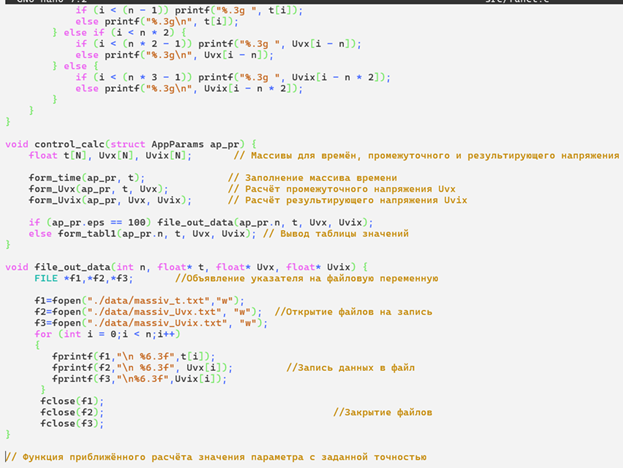 if (i < (n - 1)) printf("%.3g ", t[i]);
else printf("%.3g\n", t[i]);
} else if (i < n * 2) {
if (i < (n * 2 - 1)) printf("%.3g ", Uvx[i - n]);
else printf("%.3g\n", Uvx[i - n]);
} else {
if (i < (n * 3 - 1)) printf("%.3g ", Uvix[i - n * 2]);
else printf("%.3g\n", Uvix[i - n * 2]);
}
}
}
void control_calc(struct AppParams ap_pr) {
float t[N], Uvx[N], Uvix[N]; // Массивы для времён, промежуточного и результирующего напряжения
form_time(ap_pr, t); // Заполнение массива времени
form_Uvx(ap_pr, t, Uvx); // Расчёт промежуточного напряжения Uvx
form_Uvix(ap_pr, Uvx, Uvix); // Расчёт результирующего напряжения Uvix
if (ap_pr.eps == 100) file_out_data(ap_pr.n, t, Uvx, Uvix);
else form_tabl1(ap_pr.n, t, Uvx, Uvix); // Вывод таблицы значений
}
void file_out_data(int n, float* t, float* Uvx, float* Uvix) {
FILE *f1,*f2,*f3; //Объявление указателя на файловую переменную
f1=fopen("./data/massiv_t.txt","w");
f2=fopen("./data/massiv_Uvx.txt", "w"); //Открытие файлов на запись
f3=fopen("./data/massiv_Uvix.txt", "w");
for (int i = 0;i < n;i++)
{
fprintf(f1,"\n %6.3f",t[i]);
fprintf(f2,"\n %6.3f", Uvx[i]); //Запись данных в файл
fprintf(f3,"\n%6.3f",Uvix[i]);
}
fclose(f1);
fclose(f2); //Закрытие файлов
fclose(f3);
}
// Функция приближённого расчёта значения параметра с заданной точностью